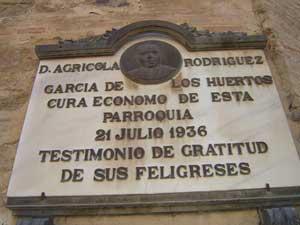 D. AGRICOLA RODRIGUEZ
GARCIA DE LOS HUERTOS
CURA ECONOMO DE ESTA
PARROQUIA
21 JULIO 1936
TESTIMONIO DE GRATITUD
DE SUS FELIGRESES